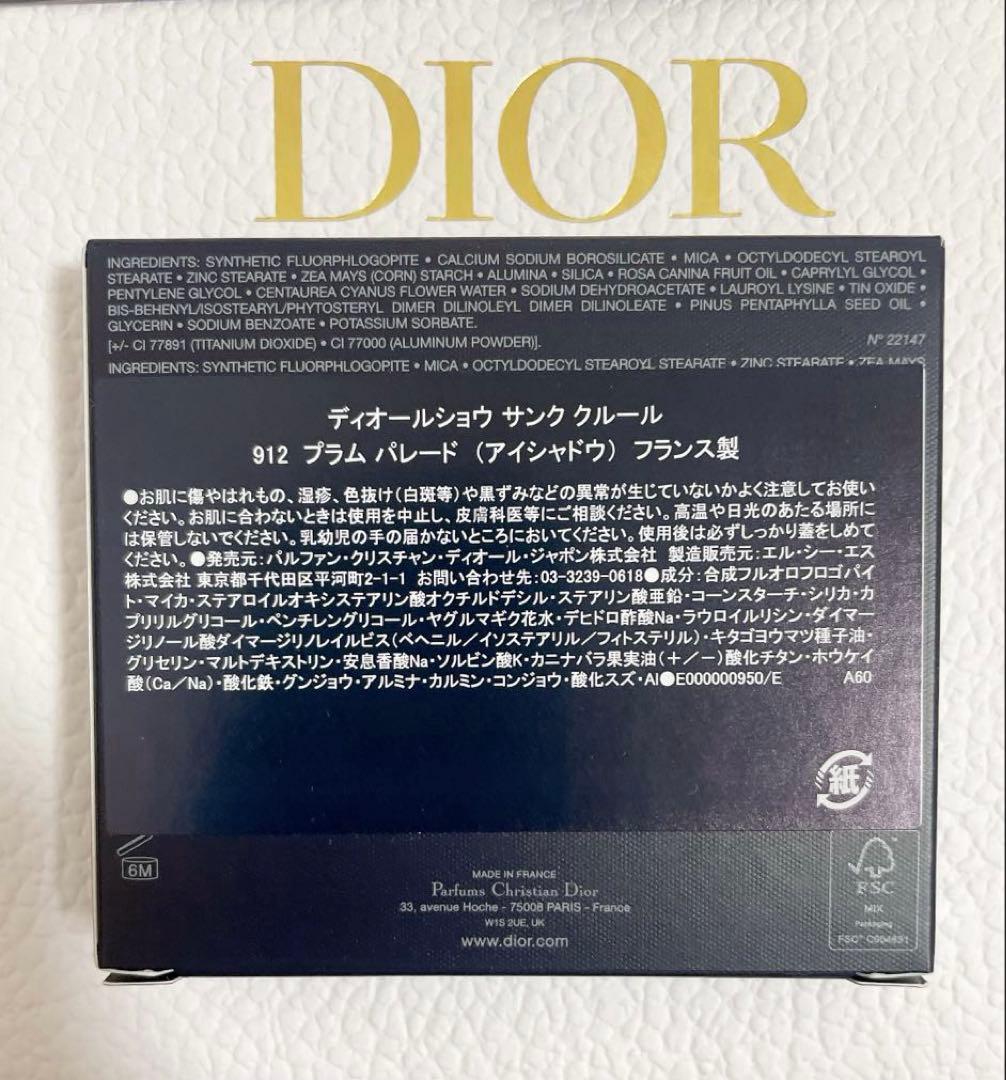 DIOR
INGREDIENTS: SYNTHETIC FLUORPHLOGOPITE • CALCIUM SODIUM BOROSILICATE • MICA • OCTYLDODECYL STEAROYL
STEARATE • ZINC STEARATE • ZEA MAYS (CORN) STARCH • ALUMINA • SILICA • ROSA CANINA FRUIT OIL • CAPRYLYL GLYCOL •
PENTYLENE GLYCOL • CENTAUREA CYANUS FLOWER WATER • SODIUM DEHYDROACETATE • LAUROYL LYSINE • TIN OXIDE •
BIS-BEHENYL/ISOSTEARYL/PHYTOSTERYL DIMER DILINOLEYL DIMER DILINOLEATE • PINUS PENTAPHYLLA SEED OIL •
GLYCERIN • SODIUM BENZOATE • POTASSIUM SORBATE.
[+/- CI 77891 (TITANIUM DIOXIDE) • CI 77000 (ALUMINUM POWDER)]. N° 22147
INGREDIENTS: SYNTHETIC FLUORPHLOGOPITE • MICA • OCTYLDODECYL STEAROYL STEARATE • ZINC STEARATE • ZEA MAYS
ディオールショウ サンク クルール
912 プラム パレード （アイシャドウ） フランス製
●お肌に傷やはれもの、湿疹、色抜け(白斑等)や黒ずみなどの異常が生じていないかよく注意してお使い
ください。お肌に合わないときは使用を中止し、皮膚科医等にご相談ください。高温や日光のあたる場所に
は保管しないでください。乳幼児の手の届かないところにおいてください。使用後は必ずしっかり蓋をしめて
ください。●発売元：パルファン・クリスチャン・ディオール・ジャポン株式会社 製造販売元：エル・シー・エス
株式会社 東京都千代田区平河町2-1-1 お問い合わせ先：03-3239-0618●成分：合成フルオロフロゴパイ
ト・マイカ・ステアロイルオキシステアリン酸オクチルドデシル・ステアリン酸亜鉛・コーンスターチ・シリカ・カ
プリリルグリコール・ペンチレングリコール・ヤグルマギク花水・デヒドロ酢酸Na・ラウロイルリシン・ダイマー
ジリノール酸ダイマージリノレイルビス(ベヘニル／イソステアリル／フィトステリル)・キタゴヨウマツ種子油・
グリセリン・マルトデキストリン・安息香酸Na・ソルビン酸K・カニナバラ果実油(＋／－)酸化チタン・ホウケイ
酸(Ca／Na)・酸化鉄・グンジョウ・アルミナ・カルミン・コンジョウ・酸化スズ・Al●E000000950/E A60
紙
6M
MADE IN FRANCE
Parfums Christian Dior
33, avenue Hoche - 75008 PARIS - France
W1S 2UE, UK
www.dior.com
FSC
MIX
Packaging
FSC™ C004631